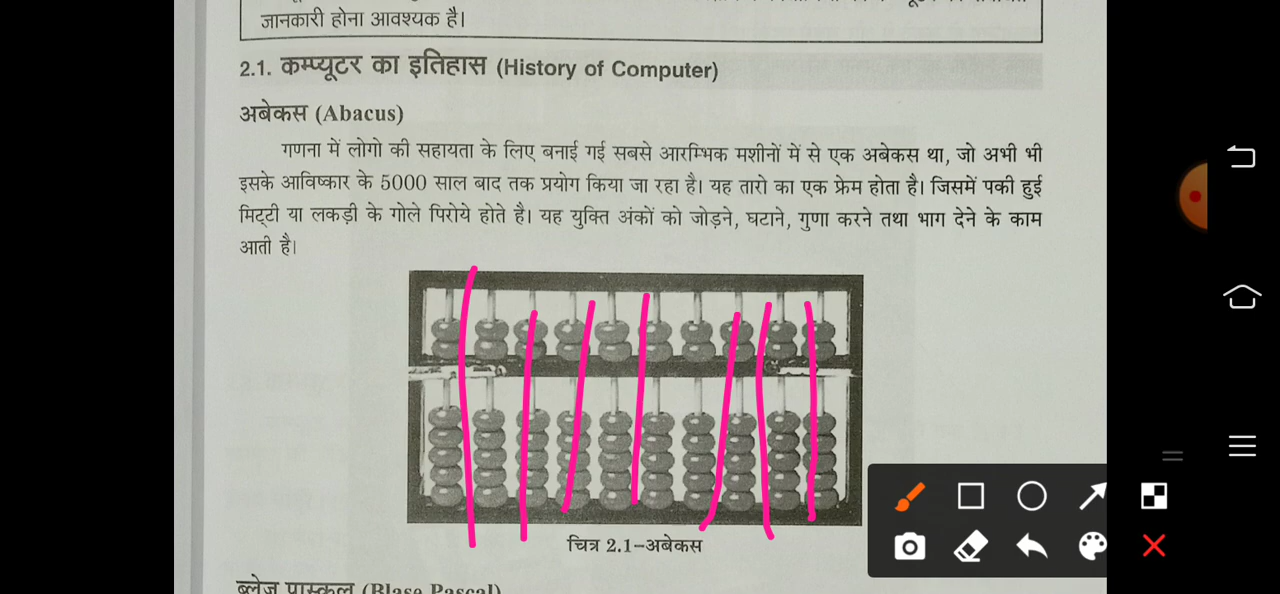 जानकारी होना आवश्यक है।
2.1. कम्प्यूटर का इतिहास (History of Computer)
अबेकस (Abacus)
गणना में लोगो की सहायता के लिए बनाई गई सबसे आरम्भिक मशीनों में से एक अबेकस था, जो अभी भी
इसके आविष्कार के 5000 साल बाद तक प्रयोग किया जा रहा है। यह तारो का एक फ्रेम होता है। जिसमें पकी हुई
मिट्टी या लकड़ी के गोले पिरोये होते है। यह युक्ति अंकों को जोड़ने, घटाने, गुणा करने तथा भाग देने के काम
आती है।
चित्र 2.1–अबेकस
ब्लेज पास्कल (Blase Pascal)